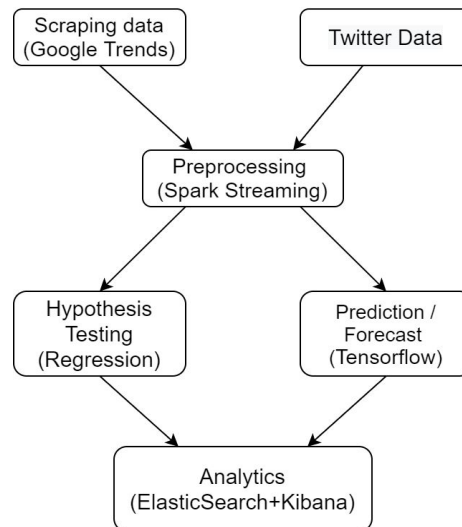 Scraping data
(Google Trends)
Twitter Data
Preprocessing
(Spark Streaming)
Hypothesis
Testing
(Regression)
Prediction /
Forecast
(Tensorflow)
Analytics
(ElasticSearch+Kibana)